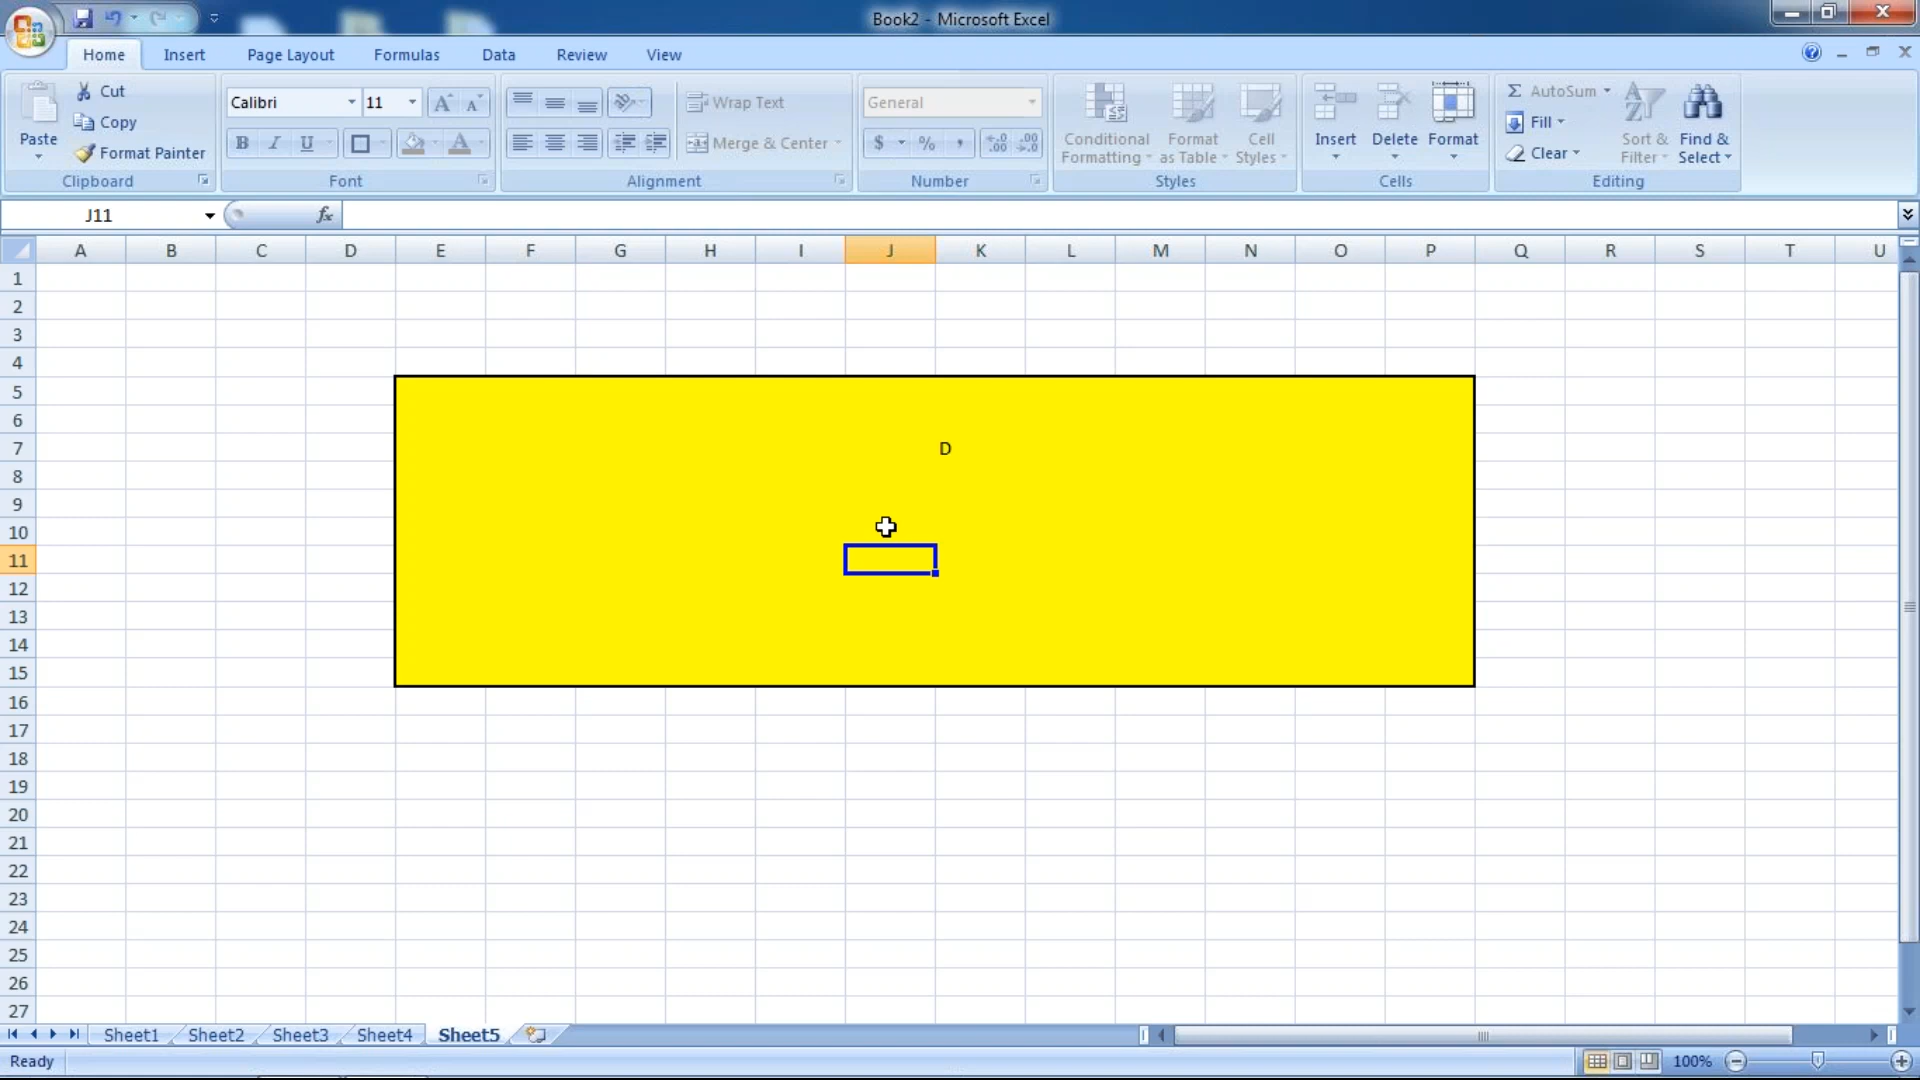 Book2 - Microsoft Excel
Home Insert Page Layout Formulas Data Review View
Paste Cut Copy Format Painter
Clipboard
Calibri 11
B I U A
Font
Wrap Text
Merge & Center
Alignment
General
$ % ,
Number
Conditional Formatting
Format as Table
Cell Styles
Styles
Insert Delete Format
Cells
Σ AutoSum
Fill
Clear
Sort & Filter
Find & Select
Editing
J11 fx
A B C D E F G H I J K L M N O P Q R S T U
1
2
3
4
5
6
7 D
8
9
10
11
12
13
14
15
16
17
18
19
20
21
22
23
24
25
26
27
Sheet1 Sheet2 Sheet3 Sheet4 Sheet5
Ready 100%